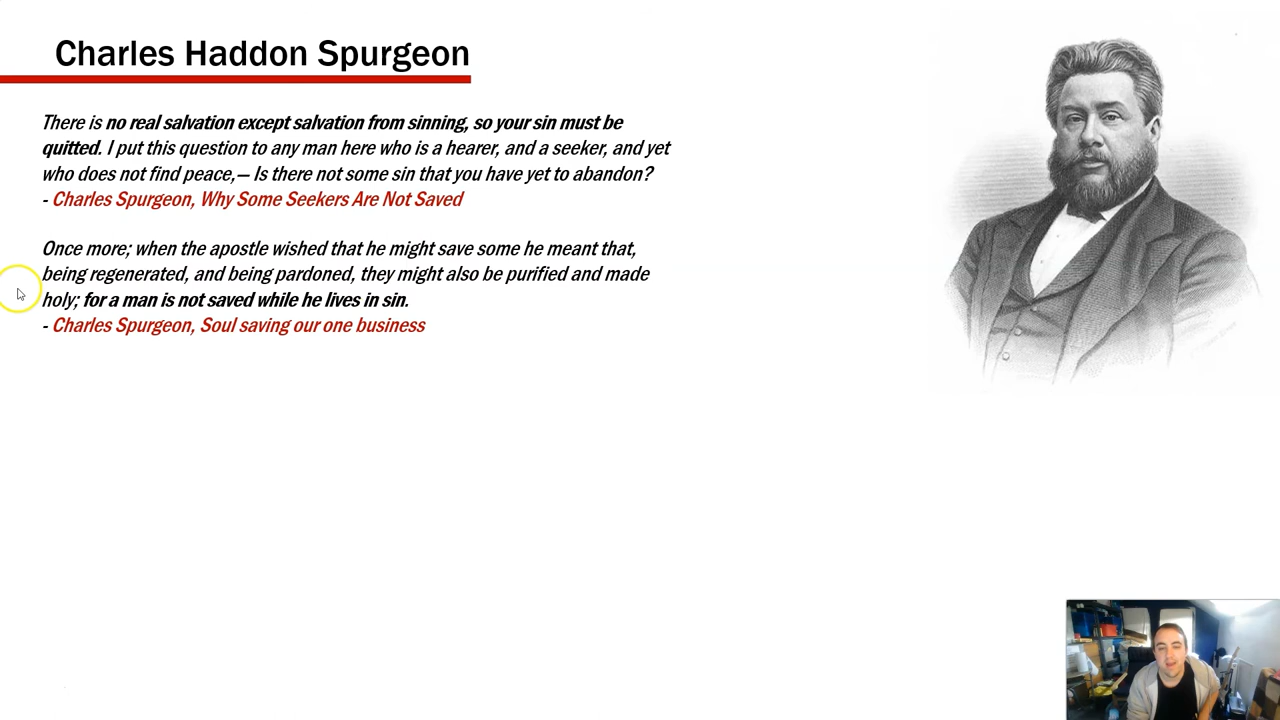 Charles Haddon Spurgeon
There is no real salvation except salvation from sinning, so your sin must be
quitted. I put this question to any man here who is a hearer, and a seeker, and yet
who does not find peace,— Is there not some sin that you have yet to abandon?
- Charles Spurgeon, Why Some Seekers Are Not Saved
Once more; when the apostle wished that he might save some he meant that,
being regenerated, and being pardoned, they might also be purified and made
holy; for a man is not saved while he lives in sin.
- Charles Spurgeon, Soul saving our one business